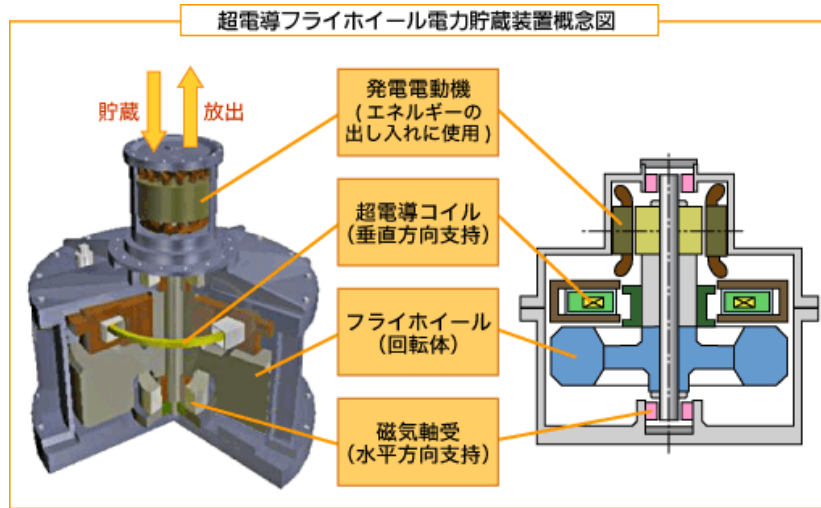 超電導フライホイール電力貯蔵装置概念図
貯蔵
放出
発電電動機
(エネルギーの
出し入れに使用)
超電導コイル
(垂直方向支持)
フライホイール
(回転体)
磁気軸受
(水平方向支持)